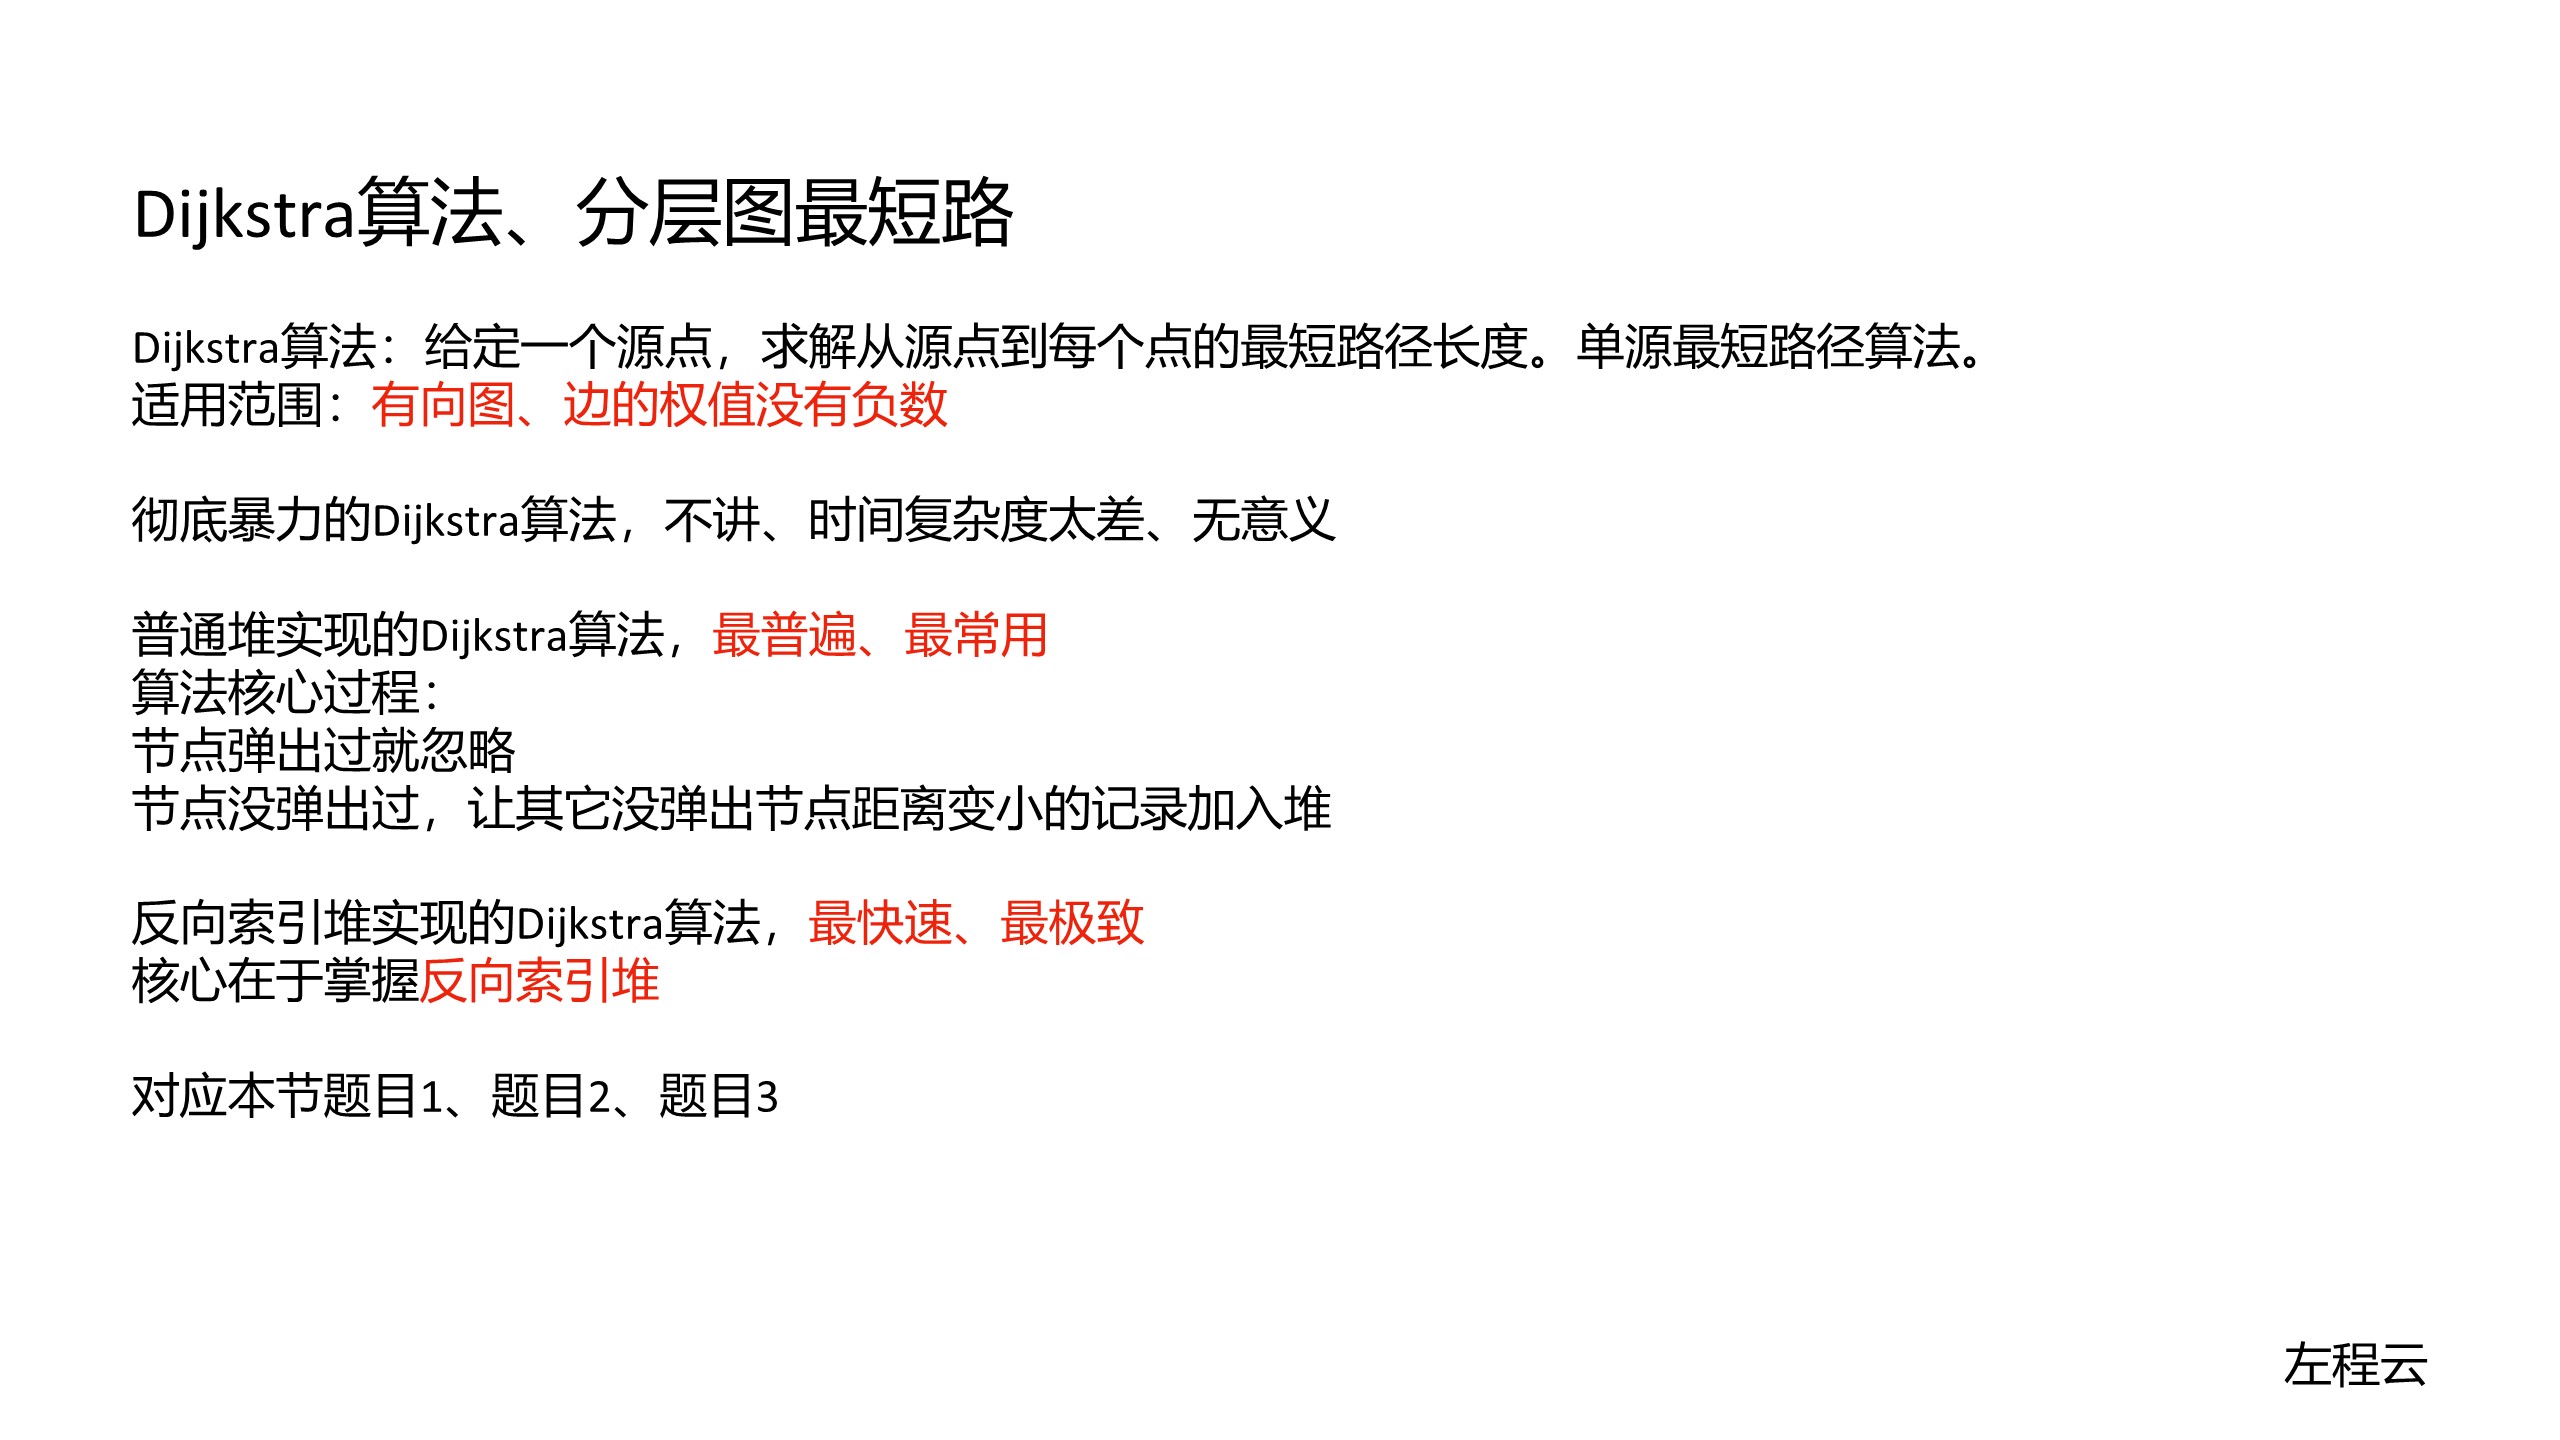 Dijkstra算法、分层图最短路
Dijkstra算法：给定一个源点，求解从源点到每个点的最短路径长度。单源最短路径算法。
适用范围：有向图、边的权值没有负数
彻底暴力的Dijkstra算法，不讲、时间复杂度太差、无意义
普通堆实现的Dijkstra算法，最普遍、最常用
算法核心过程：
节点弹出过就忽略
节点没弹出过，让其它没弹出节点距离变小的记录加入堆
反向索引堆实现的Dijkstra算法，最快速、最极致
核心在于掌握反向索引堆
对应本节题目1、题目2、题目3
左程云